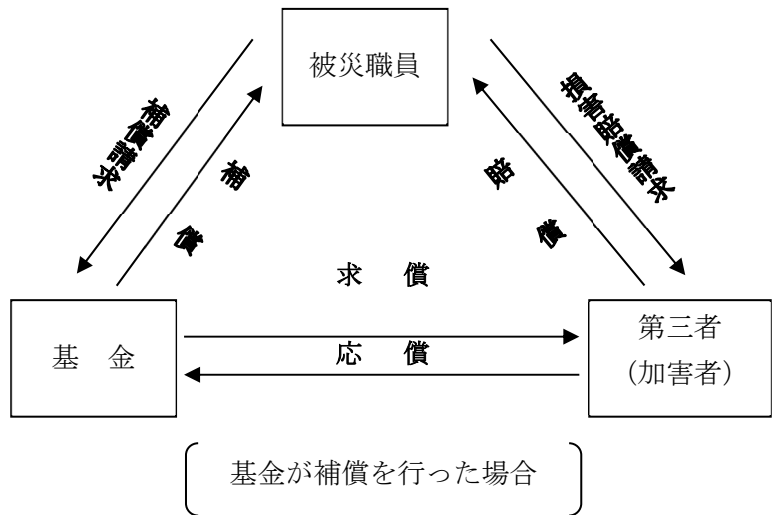 被災職員
補償請求
補償
損害賠償請求
賠償
求　償
基　金
応　償
第三者
（加害者）
基金が補償を行った場合